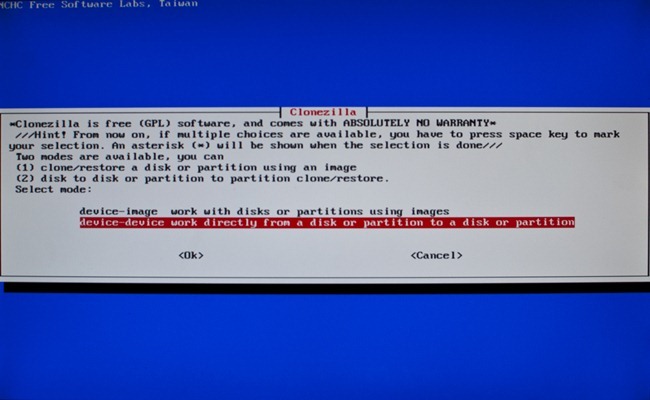 NCHC Free Software Labs, Taiwan
Clonezilla
*Clonezilla is free (GPL) software, and comes with ABSOLUTELY NO WARRANTY*
///Hint! From now on, if multiple choices are available, you have to press space key to mark
your selection. An asterisk (*) will be shown when the selection is done///
Two modes are available, you can
(1) clone/restore a disk or partition using an image
(2) disk to disk or partition to partition clone/restore.
Select mode:
device-image work with disks or partitions using images
device-device work directly from a disk or partition to a disk or partition
<Ok> <Cancel>